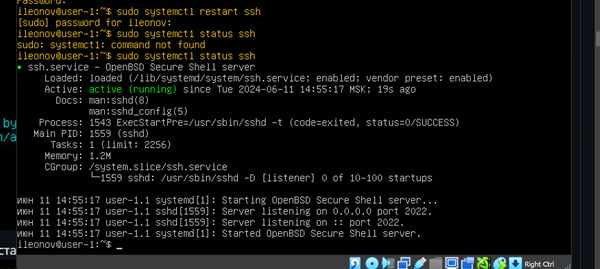 Password:
ileonov@user-1:~$ sudo systemctl restart ssh
[sudo] password for ileonov:
ileonov@user-1:~$ sudo systemct1 status ssh
sudo: systemct1: command not found
ileonov@user-1:~$ sudo systemctl status ssh
● ssh.service - OpenBSD Secure Shell server
Loaded: loaded (/lib/systemd/system/ssh.service; enabled; vendor preset: enabled)
Active: active (running) since Tue 2024-06-11 14:55:17 MSK; 19s ago
Docs: man:sshd(8)
man:sshd_config(5)
Process: 1543 ExecStartPre=/usr/sbin/sshd -t (code=exited, status=0/SUCCESS)
Main PID: 1559 (sshd)
Tasks: 1 (limit: 2256)
Memory: 1.2M
CGroup: /system.slice/ssh.service
└─1559 sshd: /usr/sbin/sshd -D [listener] 0 of 10-100 startups
июн 11 14:55:17 user-1.1 systemd[1]: Starting OpenBSD Secure Shell server...
июн 11 14:55:17 user-1.1 sshd[1559]: Server listening on 0.0.0.0 port 2022.
июн 11 14:55:17 user-1.1 sshd[1559]: Server listening on :: port 2022.
июн 11 14:55:17 user-1.1 systemd[1]: Started OpenBSD Secure Shell server.
ileonov@user-1:~$ _
by
n/a
ста
Right Ctrl